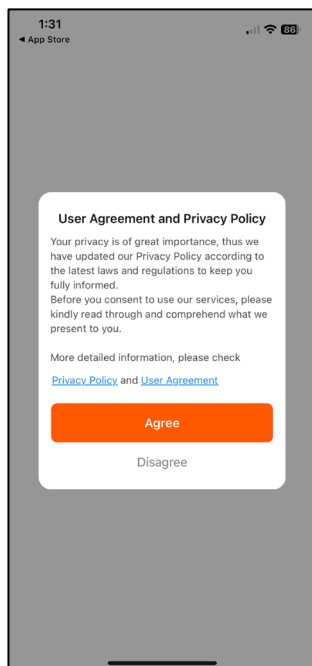 1:31
86
◀ App Store
User Agreement and Privacy Policy
Your privacy is of great importance, thus we
have updated our Privacy Policy according to
the latest laws and regulations to keep you
fully informed.
Before you consent to use our services, please
kindly read through and comprehend what we
present to you.
More detailed information, please check
Privacy Policy and User Agreement
Agree
Disagree